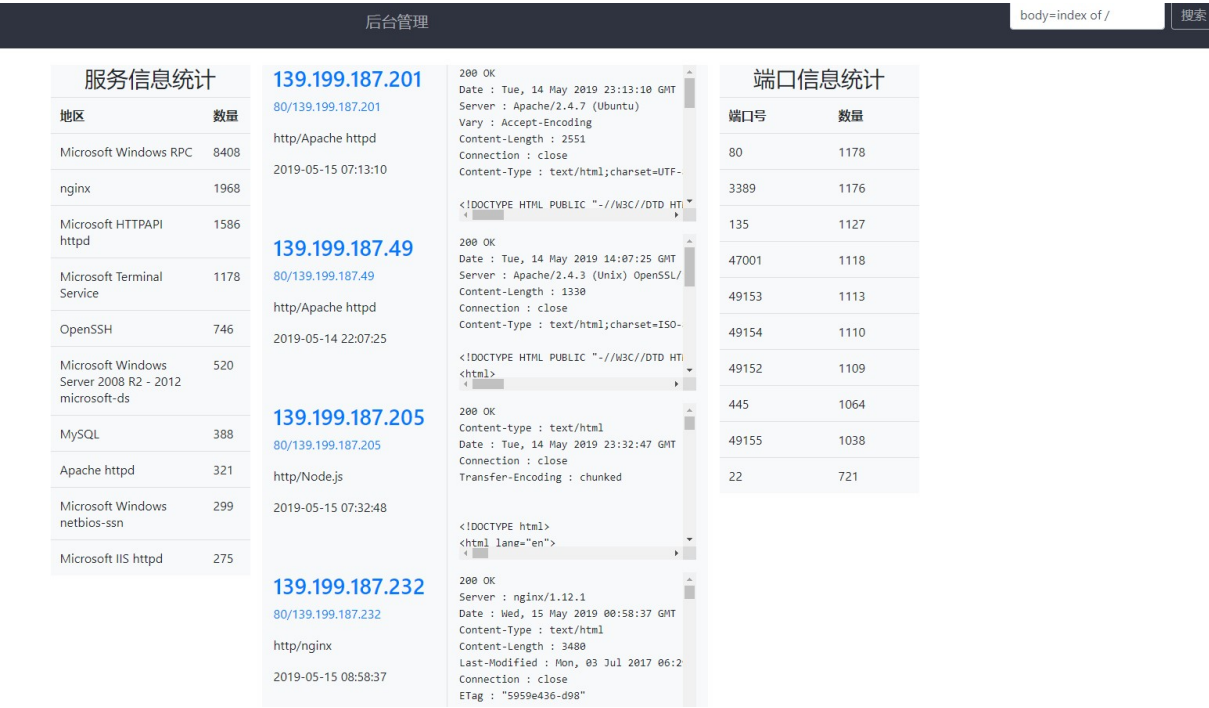 后台管理
body=index of /
搜索
服务信息统计
地区 数量
Microsoft Windows RPC 8408
nginx 1968
Microsoft HTTPAPI 1586
httpd
Microsoft Terminal 1178
Service
OpenSSH 746
Microsoft Windows 520
Server 2008 R2 - 2012
microsoft-ds
MySQL 388
Apache httpd 321
Microsoft Windows 299
netbios-ssn
Microsoft IIS httpd 275
139.199.187.201
80/139.199.187.201
http/Apache httpd
2019-05-15 07:13:10
200 OK
Date : Tue, 14 May 2019 23:13:10 GMT
Server : Apache/2.4.7 (Ubuntu)
Vary : Accept-Encoding
Content-Length : 2551
Connection : close
Content-Type : text/html;charset=UTF-
<!DOCTYPE HTML PUBLIC "-//W3C//DTD HT
139.199.187.49
80/139.199.187.49
http/Apache httpd
2019-05-14 22:07:25
200 OK
Date : Tue, 14 May 2019 14:07:25 GMT
Server : Apache/2.4.3 (Unix) OpenSSL/
Content-Length : 1330
Connection : close
Content-Type : text/html;charset=ISO-
<!DOCTYPE HTML PUBLIC "-//W3C//DTD HT
<html>
139.199.187.205
80/139.199.187.205
http/Node.js
2019-05-15 07:32:48
200 OK
Content-type : text/html
Date : Tue, 14 May 2019 23:32:47 GMT
Connection : close
Transfer-Encoding : chunked
<!DOCTYPE html>
<html lang="en">
139.199.187.232
80/139.199.187.232
http/nginx
2019-05-15 08:58:37
200 OK
Server : nginx/1.12.1
Date : Wed, 15 May 2019 00:58:37 GMT
Content-Type : text/html
Content-Length : 3480
Last-Modified : Mon, 03 Jul 2017 06:2
Connection : close
ETag : "5959e436-d98"
端口信息统计
端口号 数量
80 1178
3389 1176
135 1127
47001 1118
49153 1113
49154 1110
49152 1109
445 1064
49155 1038
22 721